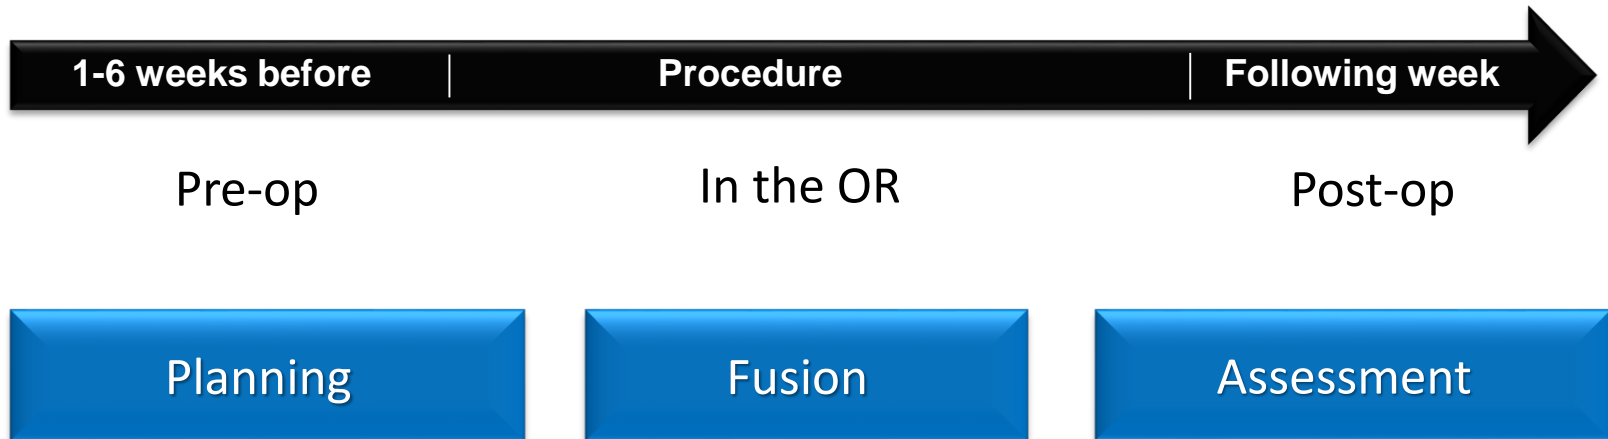 1-6 weeks before
Procedure
Following week
Pre-op
In the OR
Post-op
Planning
Fusion
Assessment